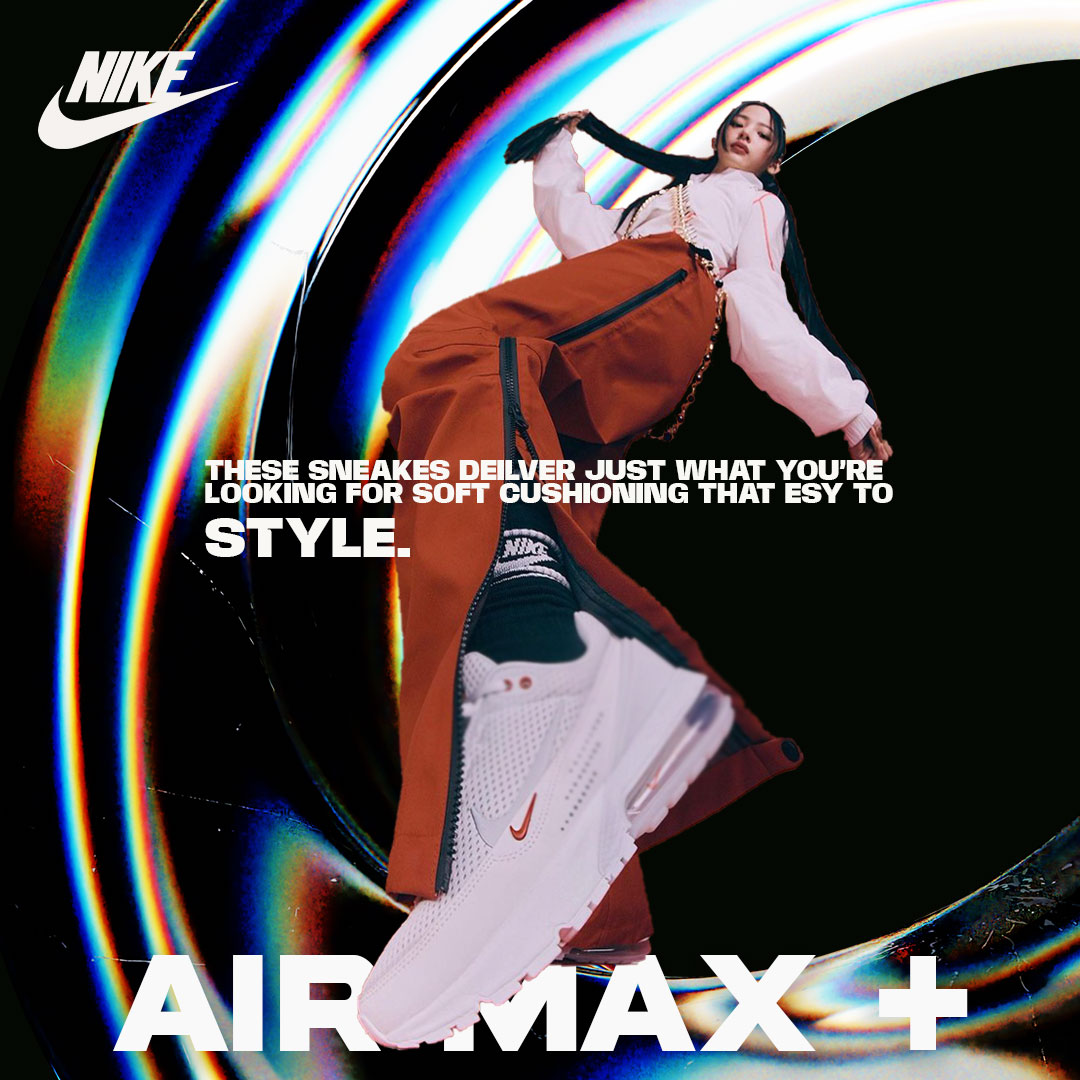 NIKE
THESE SNEAKES DEILVER JUST WHAT YOU'RE
LOOKING FOR SOFT CUSHIONING THAT ESY TO
STYLE.
NIKE
AIR MAX +